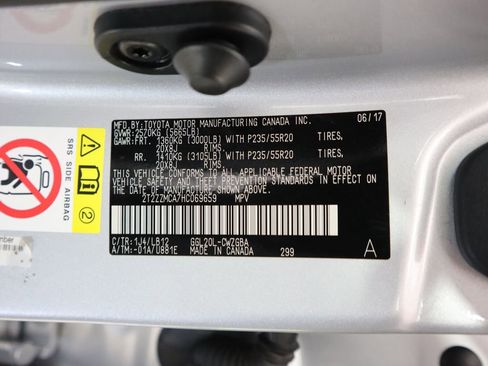 MFD. BY: TOYOTA MOTOR MANUFACTURING CANADA INC. 06/17
GVWR: 2570KG (5665LB)
GAWR: FRT. 1360KG (3000LB) WITH P235/55R20 TIRES,
20X8J RIMS,
RR. 1410KG (3105LB) WITH P235/55R20 TIRES,
20X8J RIMS,
THIS VEHICLE CONFORMS TO ALL APPLICABLE FEDERAL MOTOR
VEHICLE SAFETY AND THEFT PREVENTION STANDARDS IN EFFECT
ON THE DATE OF MANUFACTURE SHOWN ABOVE.
2T2ZZMCA7HC069659 MPV
C/TR: 1J4/LB12 GGL20L-CWZGBA
A/TM: -01A/U881E MADE IN CANADA 299 A
SRS SIDE AIRBAG
2